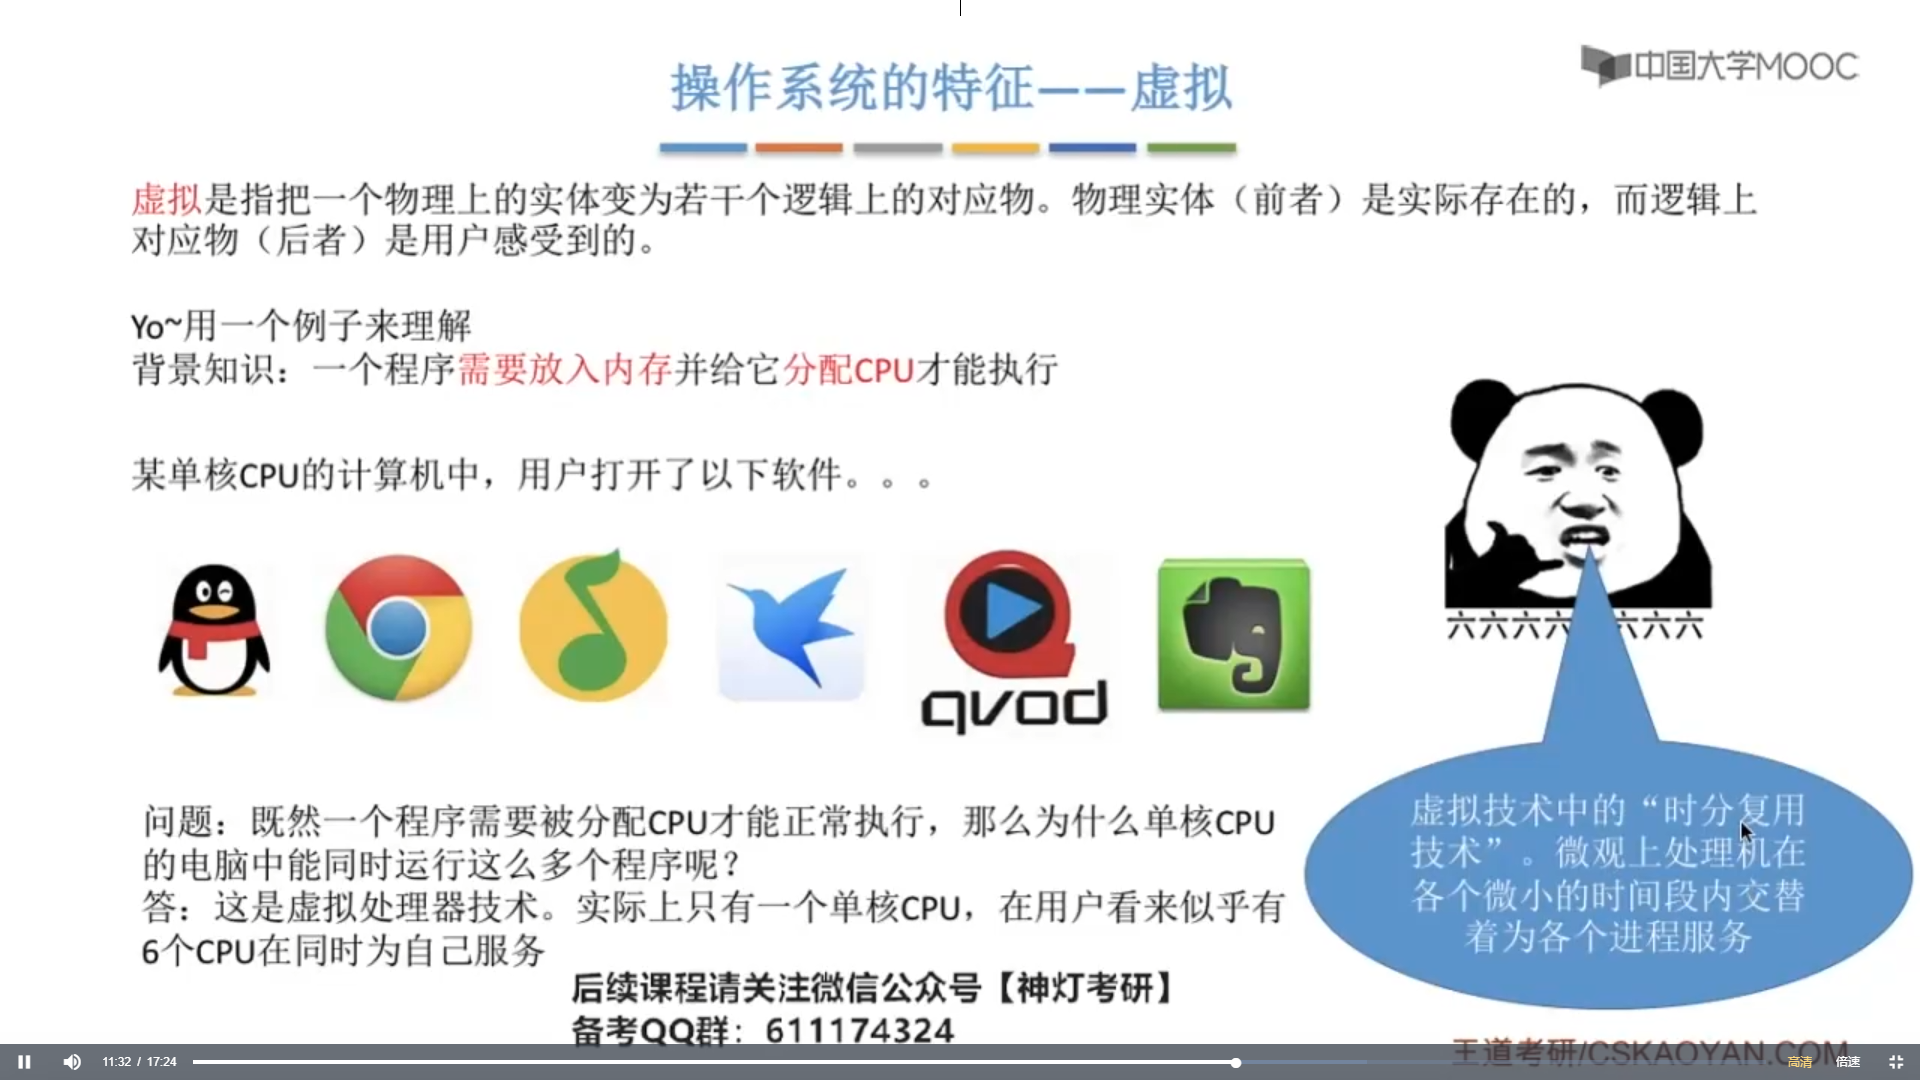 中国大学MOOC
操作系统的特征——虚拟
虚拟是指把一个物理上的实体变为若干个逻辑上的对应物。物理实体（前者）是实际存在的，而逻辑上
对应物（后者）是用户感受到的。
Yo~用一个例子来理解
背景知识：一个程序需要放入内存并给它分配CPU才能执行
某单核CPU的计算机中，用户打开了以下软件。。。
qvod
六六六六六六六
问题：既然一个程序需要被分配CPU才能正常执行，那么为什么单核CPU
的电脑中能同时运行这么多个程序呢？
答：这是虚拟处理器技术。实际上只有一个单核CPU，在用户看来似乎有
6个CPU在同时为自己服务
虚拟技术中的“时分复用
技术”。微观上处理机在
各个微小的时间段内交替
着为各个进程服务
后续课程请关注微信公众号【神灯考研】
备考QQ群：611174324
王道考研/CSKAOYAN.COM
11:32 / 17:24
高清 倍速